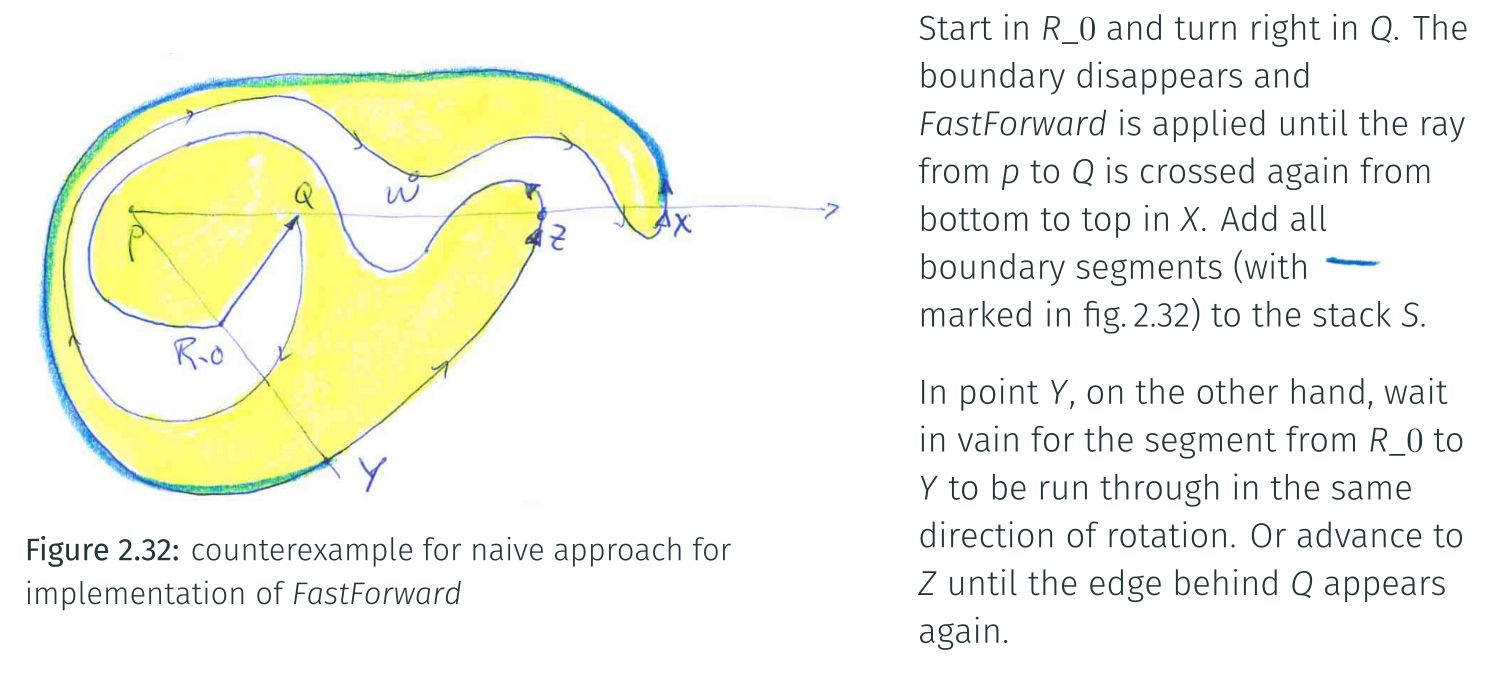 Q
W
P
Z
X
R_0
Y
Figure 2.32: counterexample for naive approach for
implementation of FastForward
Start in R_0 and turn right in Q. The
boundary disappears and
FastForward is applied until the ray
from p to Q is crossed again from
bottom to top in X. Add all
boundary segments (with
marked in fig. 2.32) to the stack S.
In point Y, on the other hand, wait
in vain for the segment from R_0 to
Y to be run through in the same
direction of rotation. Or advance to
Z until the edge behind Q appears
again.